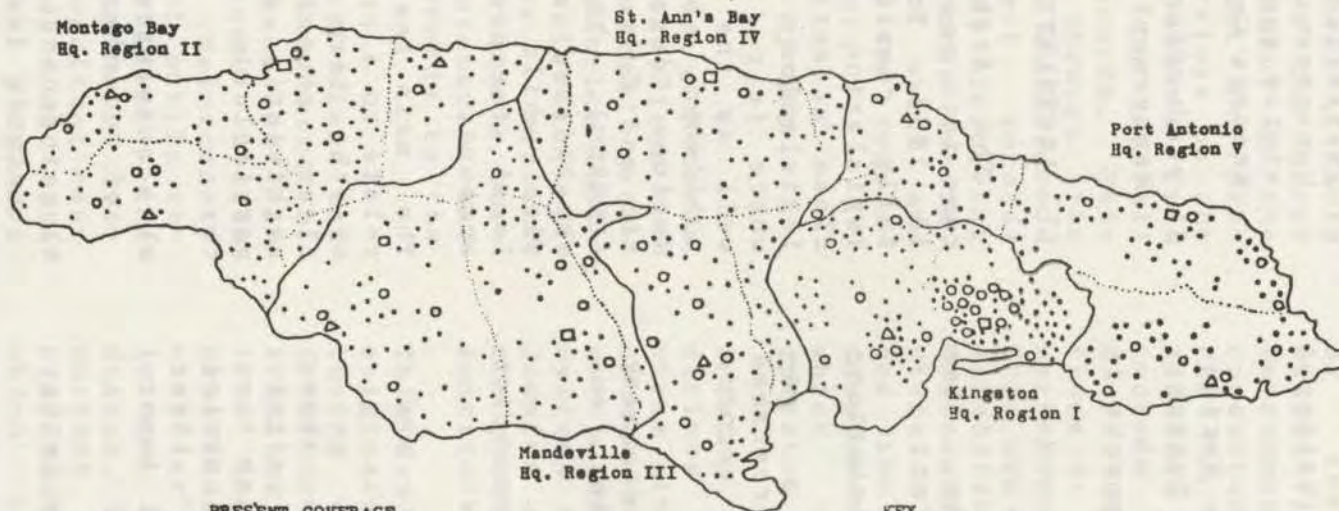 Montego Bay
Hq. Region II
St. Ann's Bay
Hq. Region IV
Port Antonio
Hq. Region V
Kingston
Hq. Region I
Mandeville
Hq. Region III
PRESENT COVERAGE
KEY